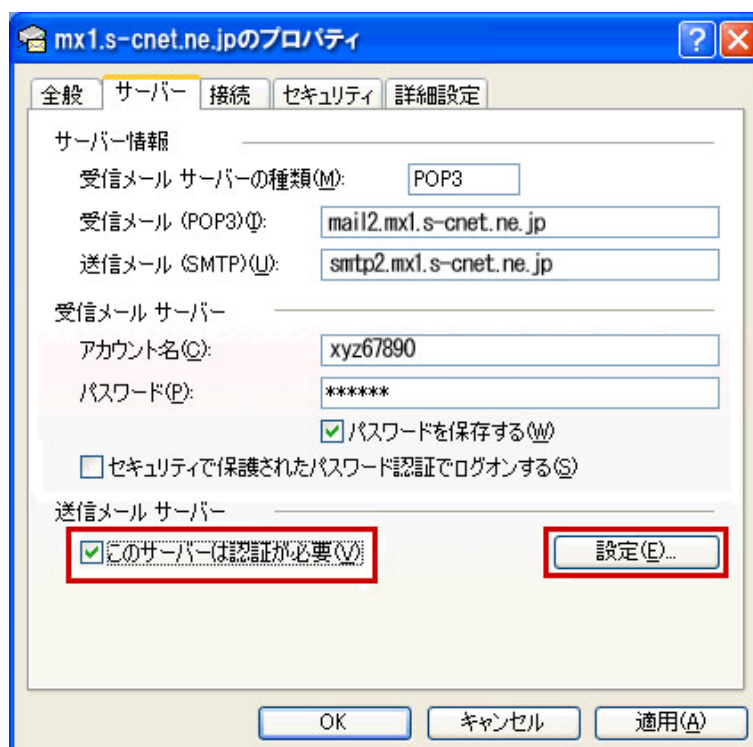 mx1.s-cnet.ne.jpのプロパティ
全般 サーバー 接続 セキュリティ 詳細設定
サーバー情報
受信メール サーバーの種類(M): POP3
受信メール (POP3)(I): mail2.mx1.s-cnet.ne.jp
送信メール (SMTP)(U): smtp2.mx1.s-cnet.ne.jp
受信メール サーバー
アカウント名(C): xyz67890
パスワード(P): ******
パスワードを保存する(W)
セキュリティで保護されたパスワード認証でログオンする(S)
送信メール サーバー
このサーバーは認証が必要(V) 設定(E)...
OK キャンセル 適用(A)